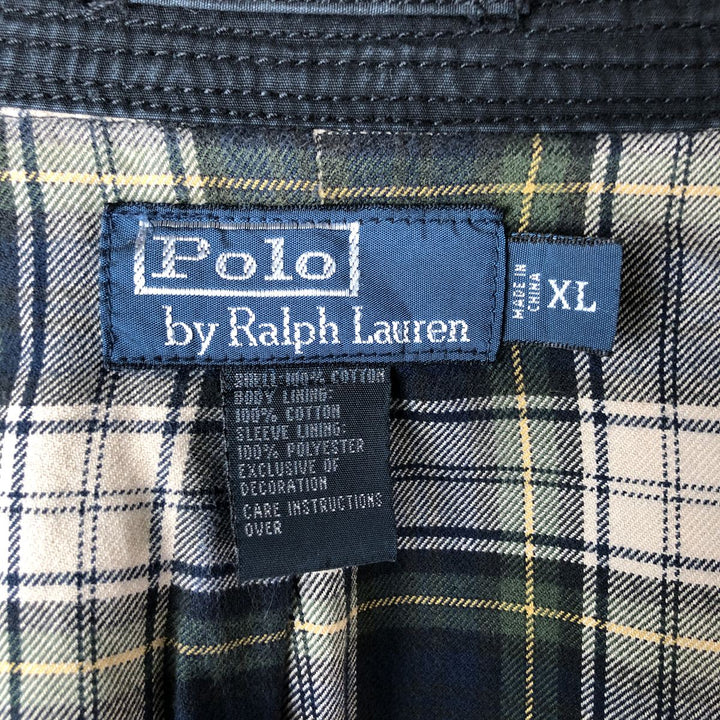 Polo
by Ralph Lauren
MADE IN
CHINA
XL
SHELL-100% COTTON
BODY LINING:
100% COTTON
SLEEVE LINING:
100% POLYESTER
EXCLUSIVE OF
DECORATION
CARE INSTRUCTIONS
OVER